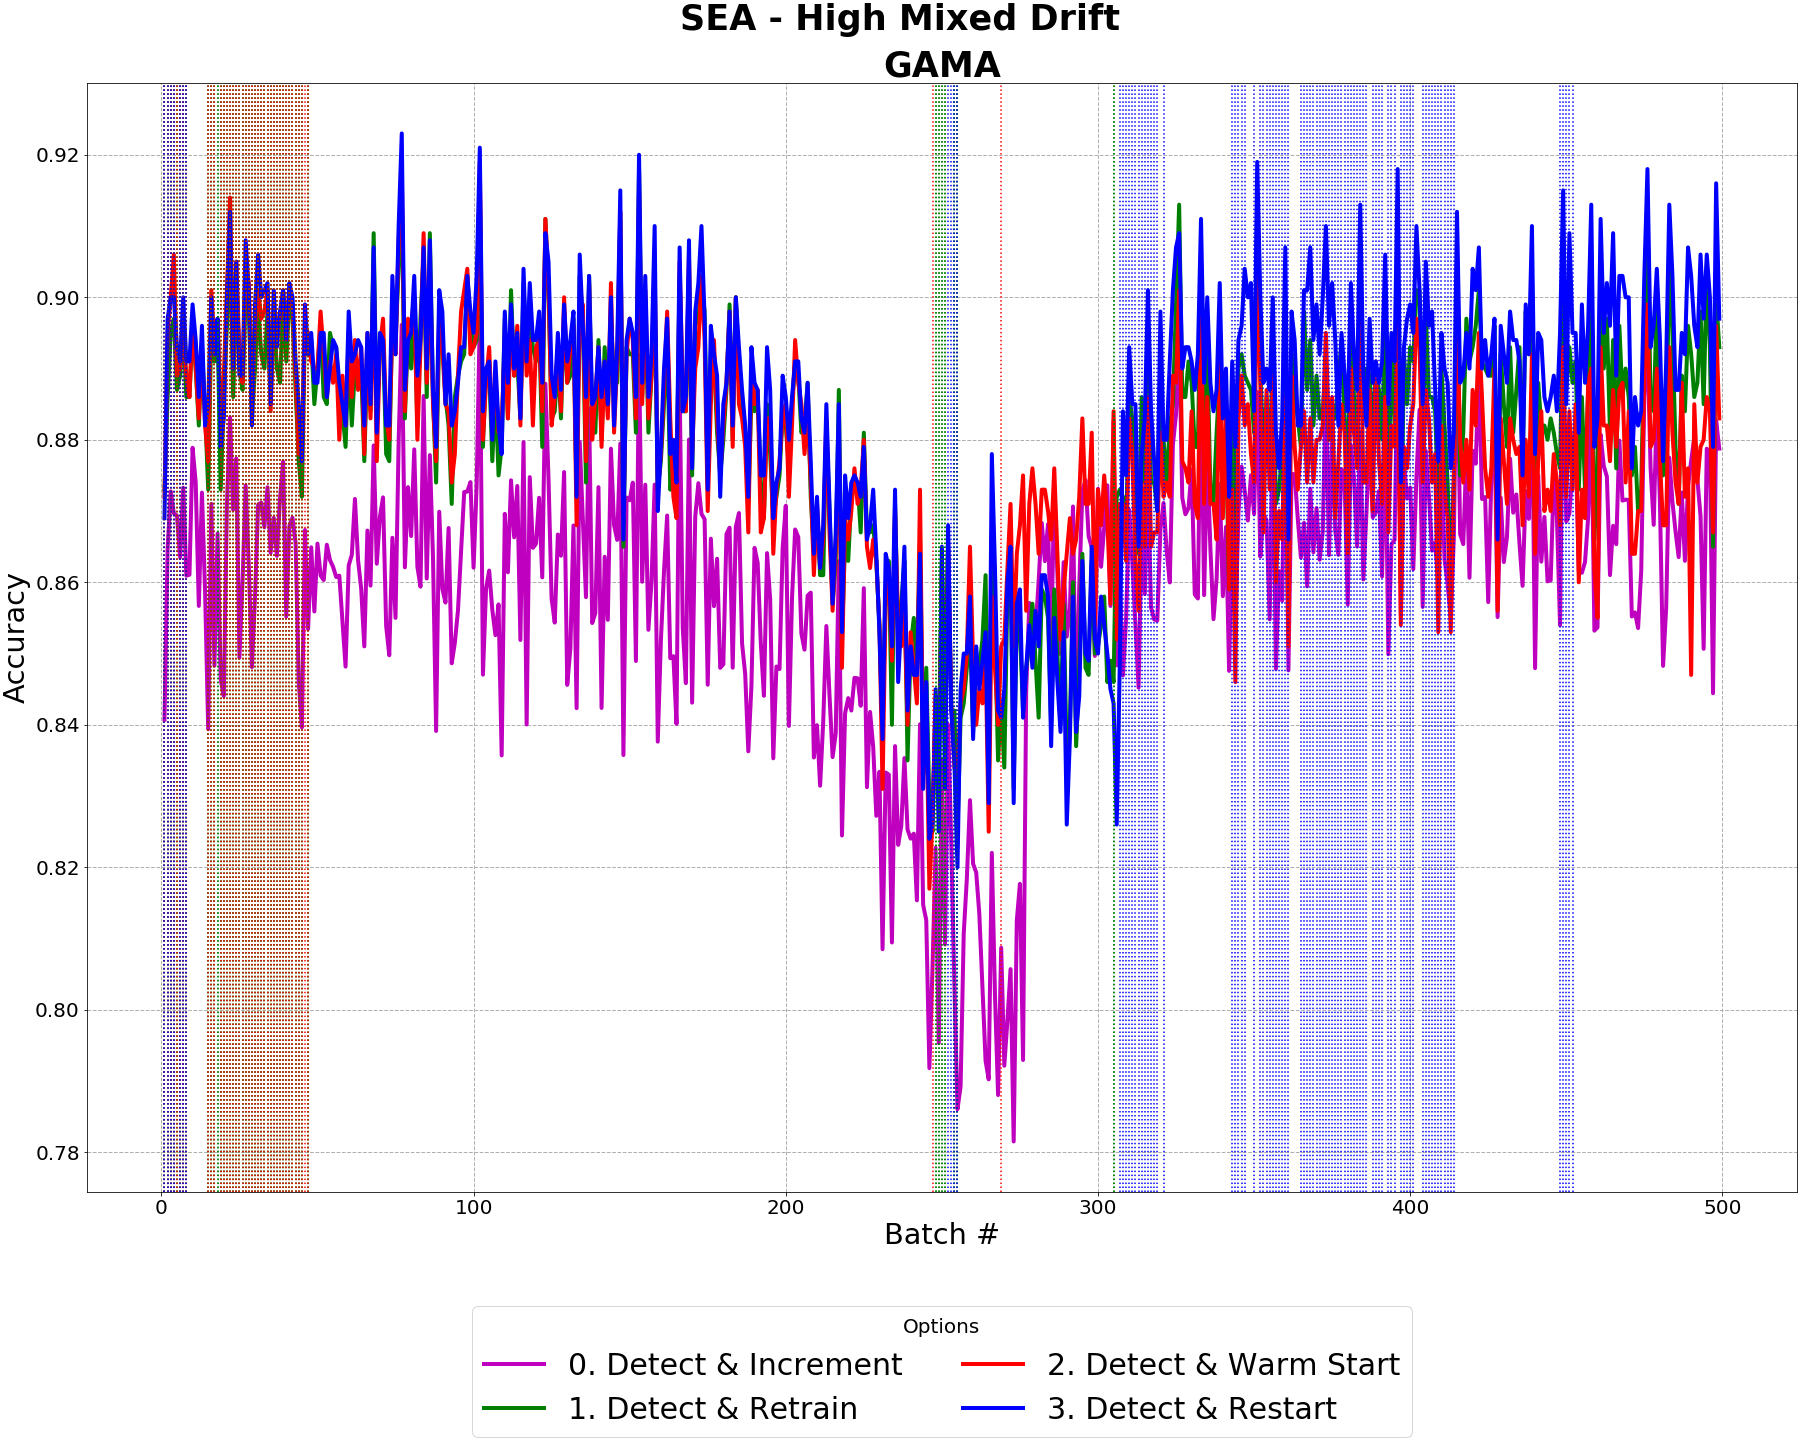 SEA - High Mixed Drift
GAMA
Accuracy
0.92
0.90
0.88
0.86
0.84
0.82
0.80
0.78
0 100 200 300 400 500
Batch #
Options
0. Detect & Increment
1. Detect & Retrain
2. Detect & Warm Start
3. Detect & Restart